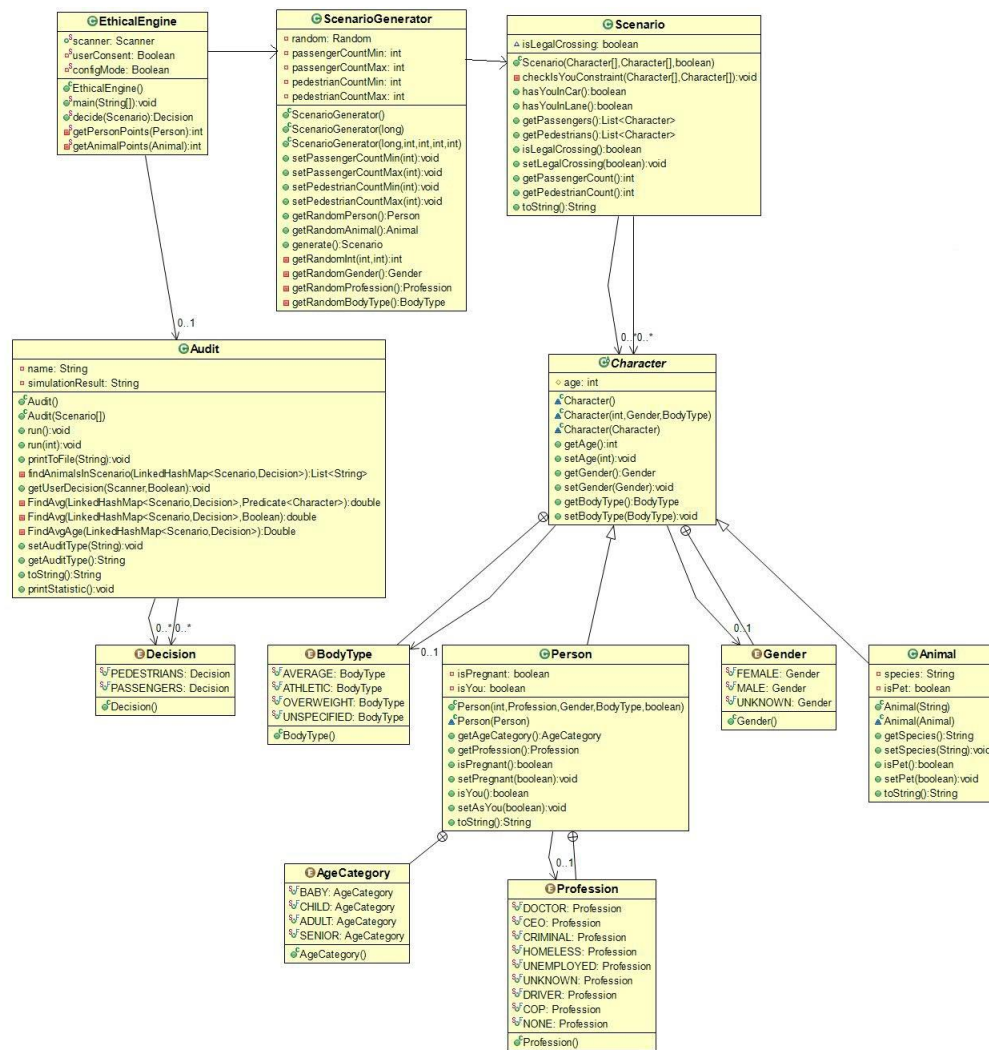 EthicalEngine
scanner: Scanner
userConsent: Boolean
configMode: Boolean
EthicalEngine()
main(String[]):void
decide(Scenario):Decision
getPersonPoints(Person):int
getAnimalPoints(Animal):int
ScenarioGenerator
random: Random
passengerCountMin: int
passengerCountMax: int
pedestrianCountMin: int
pedestrianCountMax: int
ScenarioGenerator()
ScenarioGenerator(long)
ScenarioGenerator(long,int,int,int,int)
setPassengerCountMin(int):void
setPassengerCountMax(int):void
setPedestrianCountMin(int):void
setPedestrianCountMax(int):void
getRandomPerson():Person
getRandomAnimal():Animal
generate():Scenario
getRandomInt(int,int):int
getRandomGender():Gender
getRandomProfession():Profession
getRandomBodyType():BodyType
Scenario
isLegalCrossing: boolean
Scenario(Character[],Character[],boolean)
checkIsYouConstraint(Character[],Character[]):void
hasYouInCar():boolean
hasYouInLane():boolean
getPassengers():List<Character>
getPedestrians():List<Character>
isLegalCrossing():boolean
setLegalCrossing(boolean):void
getPassengerCount():int
getPedestrianCount():int
toString():String
0..1
0..*0..*
Audit
name: String
simulationResult: String
Audit()
Audit(Scenario[])
run():void
run(int):void
printToFile(String):void
findAnimalsInScenario(LinkedHashMap<Scenario,Decision>):List<String>
getUserDecision(Scanner,Boolean):void
FindAvg(LinkedHashMap<Scenario,Decision>,Predicate<Character>):double
FindAvg(LinkedHashMap<Scenario,Decision>,Boolean):double
FindAvgAge(LinkedHashMap<Scenario,Decision>):Double
setAuditType(String):void
getAuditType():String
toString():String
printStatistic():void
Character
age: int
Character()
Character(int,Gender,BodyType)
Character(Character)
getAge():int
setAge(int):void
getGender():Gender
setGender(Gender):void
getBodyType():BodyType
setBodyType(BodyType):void
0..* 0..*
0..1
0..1
Decision
PEDESTRIANS: Decision
PASSENGERS: Decision
Decision()
BodyType
AVERAGE: BodyType
ATHLETIC: BodyType
OVERWEIGHT: BodyType
UNSPECIFIED: BodyType
BodyType()
Person
isPregnant: boolean
isYou: boolean
Person(int,Profession,Gender,BodyType,boolean)
Person(Person)
getAgeCategory():AgeCategory
getProfession():Profession
isPregnant():boolean
setPregnant(boolean):void
isYou():boolean
setAsYou(boolean):void
toString():String
Gender
FEMALE: Gender
MALE: Gender
UNKNOWN: Gender
Gender()
Animal
species: String
isPet: boolean
Animal(String)
Animal(Animal)
getSpecies():String
setSpecies(String):void
isPet():boolean
setPet(boolean):void
toString():String
0..1
AgeCategory
BABY: AgeCategory
CHILD: AgeCategory
ADULT: AgeCategory
SENIOR: AgeCategory
AgeCategory()
Profession
DOCTOR: Profession
CEO: Profession
CRIMINAL: Profession
HOMELESS: Profession
UNEMPLOYED: Profession
UNKNOWN: Profession
DRIVER: Profession
COP: Profession
NONE: Profession
Profession()